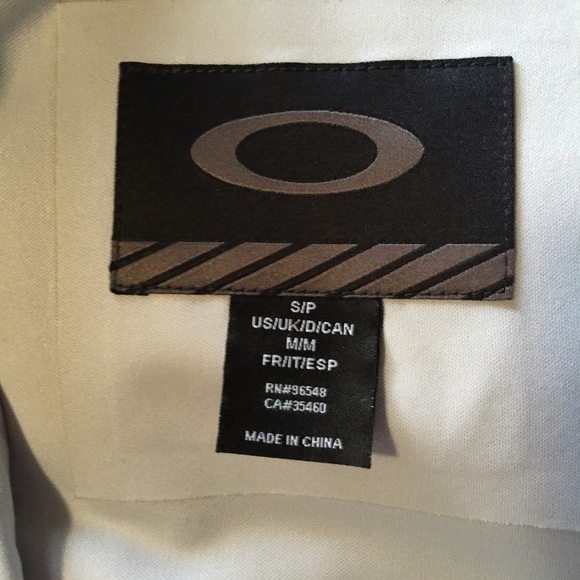 S/P
US/UK/D/CAN
M/M
FR/IT/ESP
RN#96548
CA#35460
MADE IN CHINA